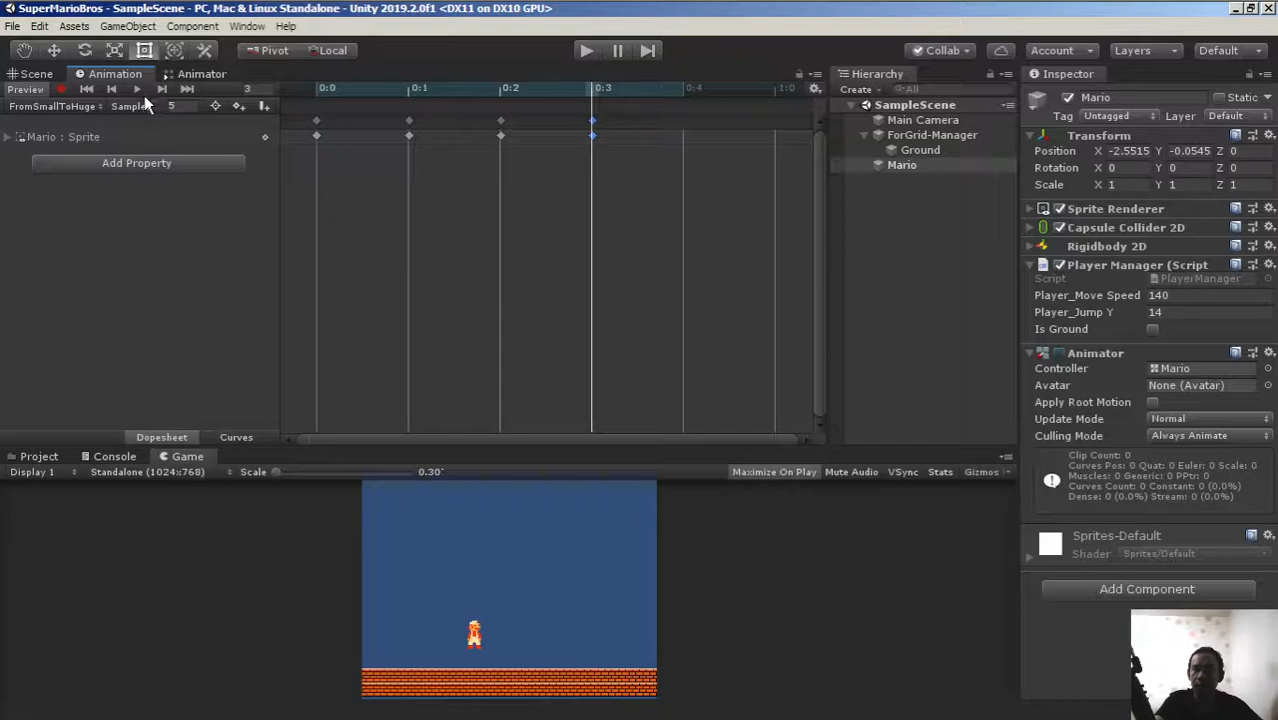 SuperMarioBros - SampleScene - PC, Mac & Linux Standalone - Unity 2019.2.0f1 <DX11 on DX10 GPU>
File Edit Assets GameObject Component Window Help
Pivot Local Collab Account Layers Default
Scene Animation Animator
Preview 3 0:0 0:1 0:2 0:3 0:4 1:0
FromSmallToHuge Sample 5
Mario : Sprite
Add Property
Dopesheet Curves
Hierarchy
Create All
SampleScene
Main Camera
ForGrid-Manager
Ground
Mario
Inspector
Mario Static
Tag Untagged Layer Default
Transform
Position X -2.5515 Y -0.0545 Z 0
Rotation X 0 Y 0 Z 0
Scale X 1 Y 1 Z 1
Sprite Renderer
Capsule Collider 2D
Rigidbody 2D
Player Manager (Script
Script PlayerManager
Player_Move Speed 140
Player_Jump Y 14
Is Ground
Animator
Controller Mario
Avatar None (Avatar)
Apply Root Motion
Update Mode Normal
Culling Mode Always Animate
Clip Count: 0
Curves Pos: 0 Quat: 0 Euler: 0 Scale: 0
Muscles: 0 Generic: 0 PPtr: 0
Curves Count: 0 Constant: 0 (0.0%)
Dense: 0 (0.0%) Stream: 0 (0.0%)
Sprites-Default
Shader Sprites/Default
Add Component
Project Console Game
Display 1 Standalone (1024x768) Scale 0.30 Maximize On Play Mute Audio VSync Stats Gizmos